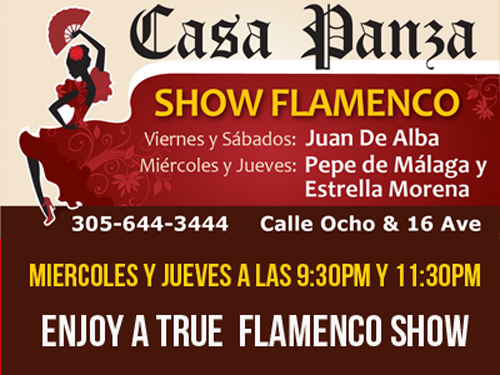 Casa Panza
SHOW FLAMENCO
Viernes y Sábados: Juan De Alba
Miércoles y Jueves: Pepe de Málaga y
Estrella Morena
305-644-3444 Calle Ocho & 16 Ave
MIERCOLES Y JUEVES A LAS 9:30PM Y 11:30PM
ENJOY A TRUE FLAMENCO SHOW